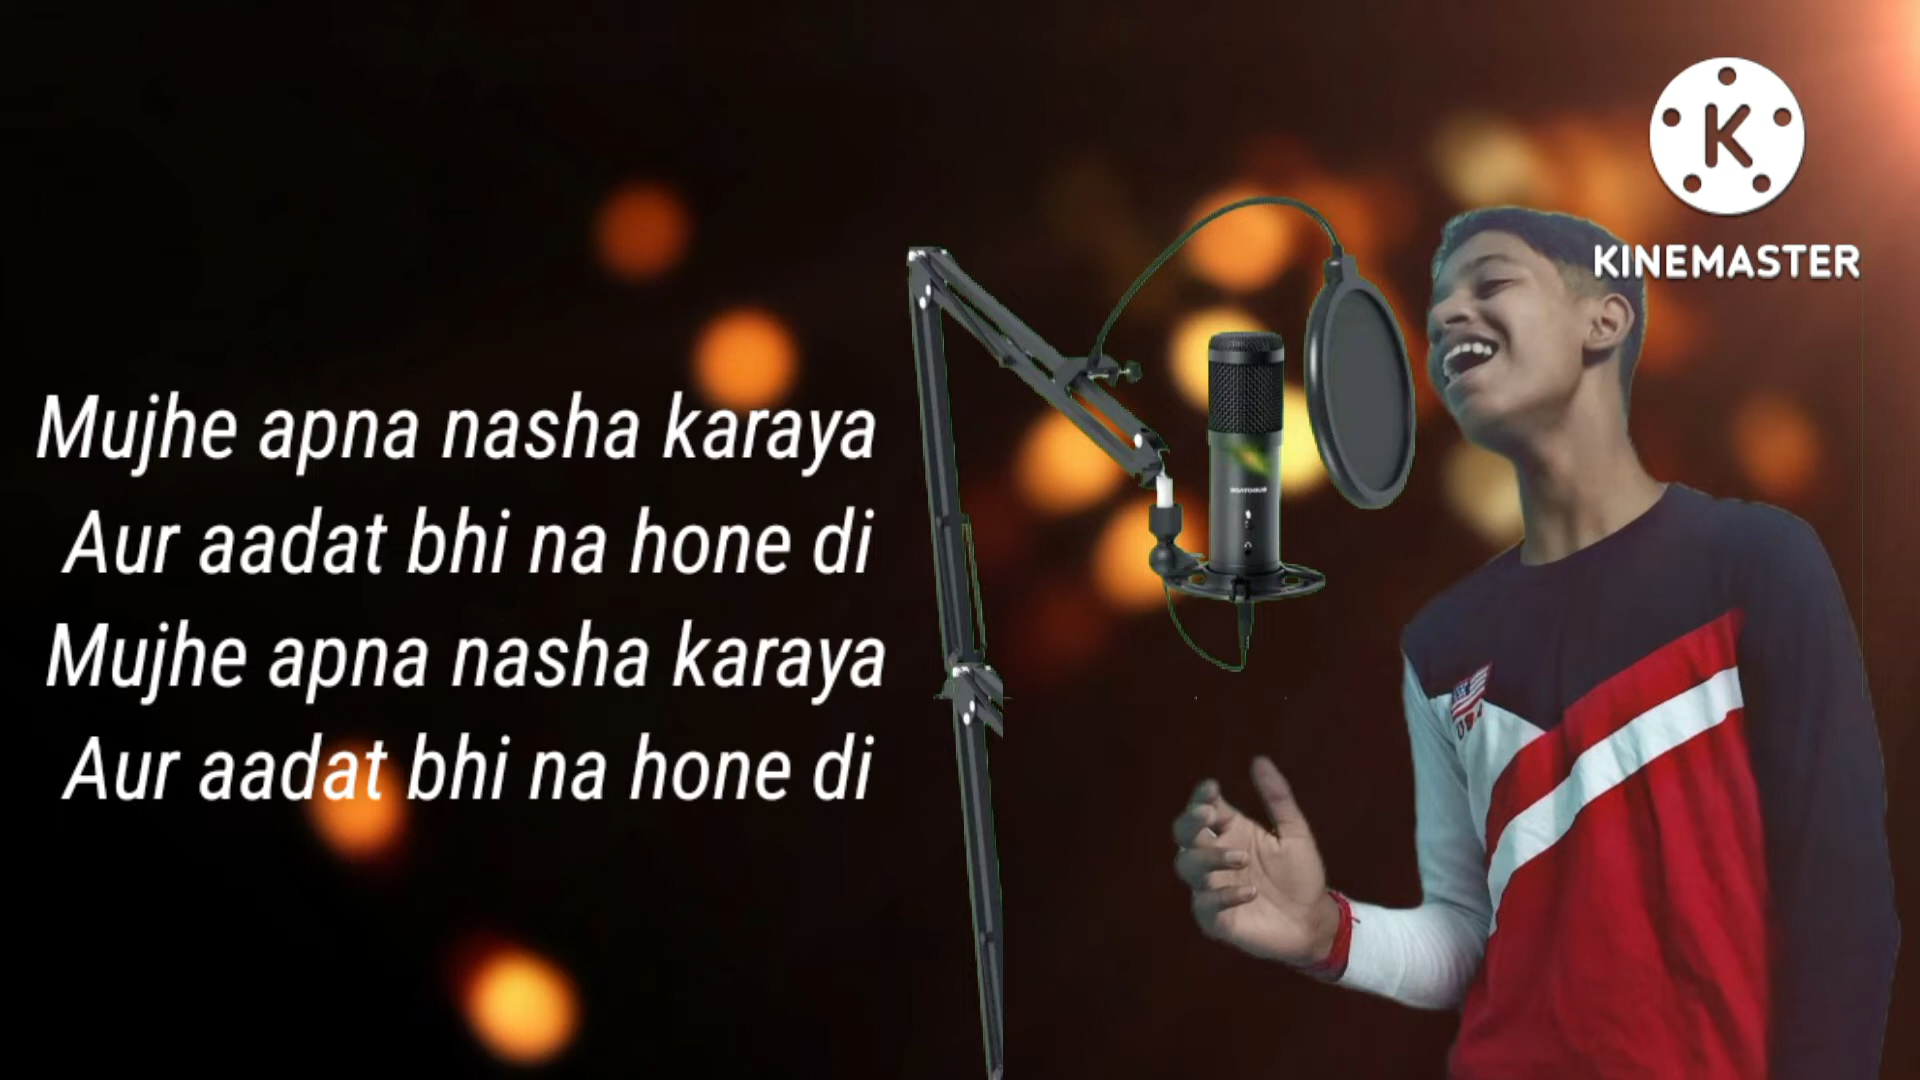 K
KINEMASTER
Mujhe apna nasha karaya
Aur aadat bhi na hone di
Mujhe apna nasha karaya
Aur aadat bhi na hone di